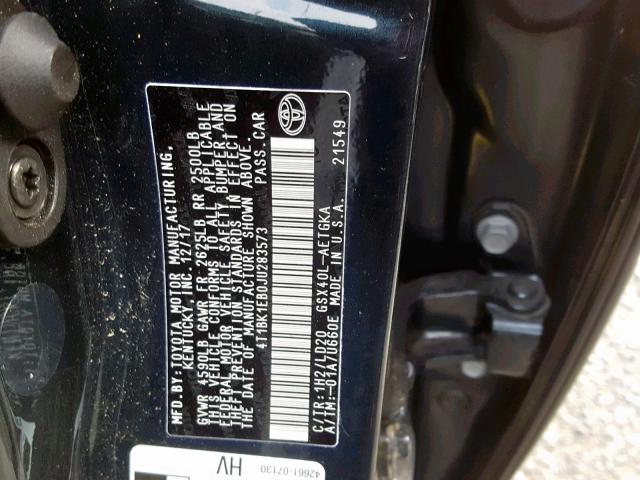 MFD.BY:TOYOTA MOTOR MANUFACTURING,
KENTUCKY, INC. 12/17
GVWR 4590LB GAWR FR 2625LB RR 2500LB
THIS VEHICLE CONFORMS TO ALL APPLICABLE
FEDERAL MOTOR VEHICLE SAFETY, BUMPER, AND
THEFT PREVENTION STANDARDS IN EFFECT ON
THE DATE OF MANUFACTURE SHOWN ABOVE.
4T1BK1EB0JU283573 PASS.CAR
C/TR:1H2 /LD20 GSX40L-AETGKA
A/TM:-01A/U660E MADE IN U.S.A. 21549
HV
42661-07130